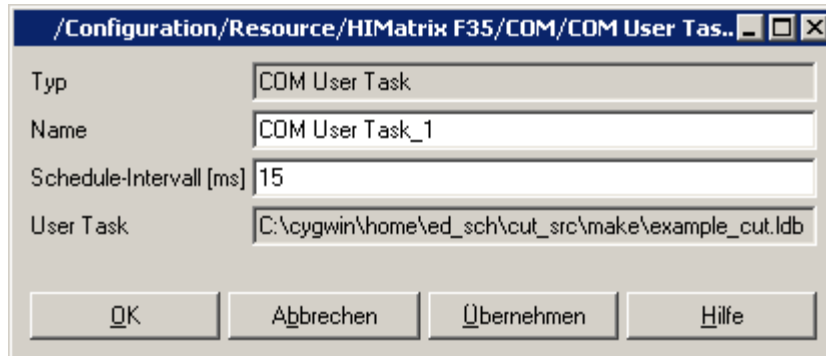 /Configuration/Resource/HIMatrix F35/COM/COM User Tas..
Typ COM User Task
Name COM User Task_1
Schedule-Intervall [ms] 15
User Task C:\cygwin\home\ed_sch\cut_src\make\example_cut.ldb
OK Abbrechen Übernehmen Hilfe